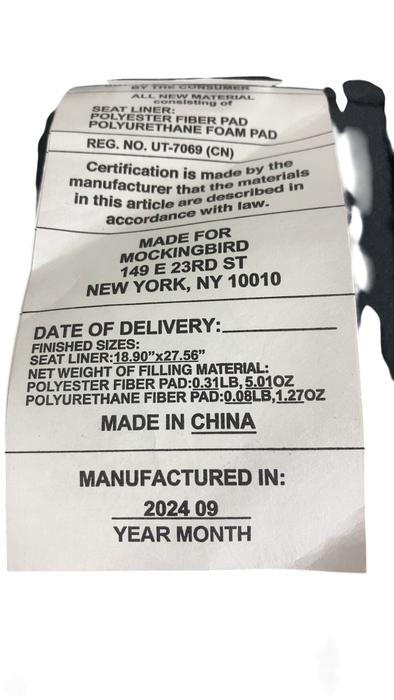 BY THE CONSUMER
ALL NEW MATERIAL
consisting of
SEAT LINER:
POLYESTER FIBER PAD
POLYURETHANE FOAM PAD
REG. NO. UT-7069 (CN)
Certification is made by the
manufacturer that the materials
in this article are described in
accordance with law.
MADE FOR
MOCKINGBIRD
149 E 23RD ST
NEW YORK, NY 10010
DATE OF DELIVERY:
FINISHED SIZES:
SEAT LINER:18.90”x27.56”
NET WEIGHT OF FILLING MATERIAL:
POLYESTER FIBER PAD:0.31LB, 5.01OZ
POLYURETHANE FIBER PAD:0.08LB,1.27OZ
MADE IN CHINA
MANUFACTURED IN:
2024 09
YEAR MONTH